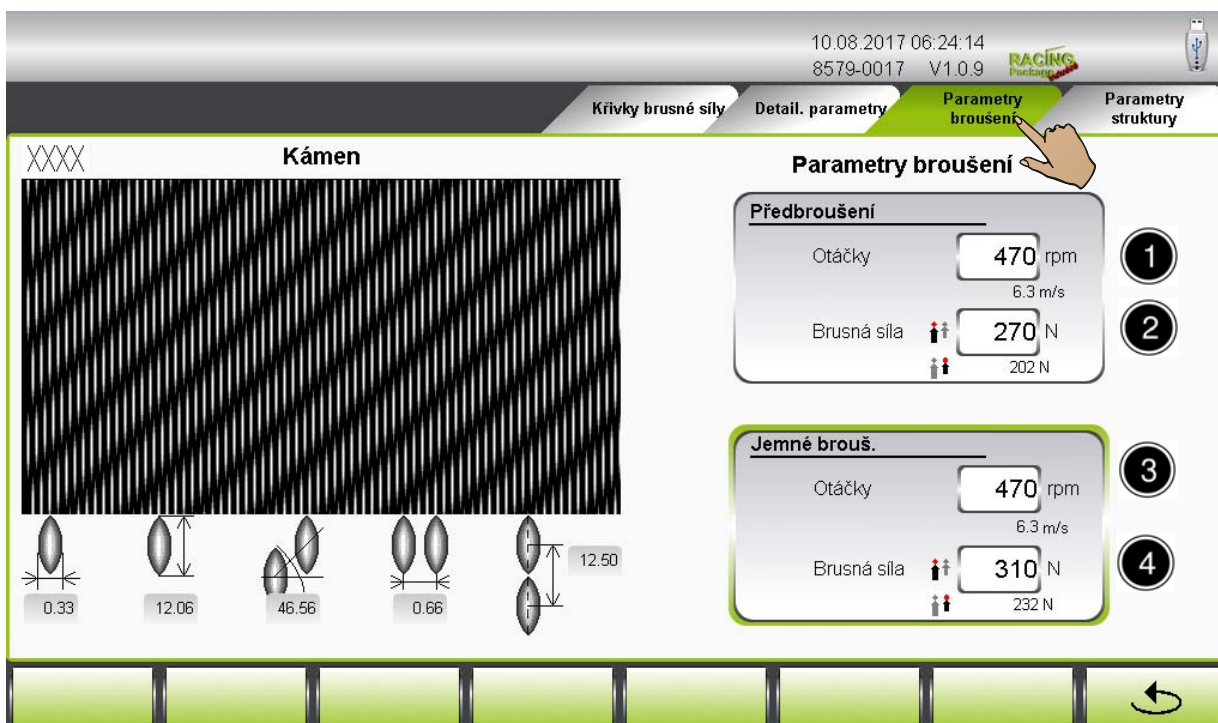 10.08.2017 06:24:14
8579-0017 V1.0.9
RACING
Package
Křivky brusné síly
Detail. parametry
Parametry
broušení
Parametry
struktury
XXXX
Kámen
Parametry broušení
Předbroušení
Otáčky 470 rpm
6.3 m/s
Brusná síla 270 N
202 N
1
2
Jemné brouš.
Otáčky 470 rpm
6.3 m/s
Brusná síla 310 N
232 N
3
4
12.50
0.33 12.06 46.56 0.66